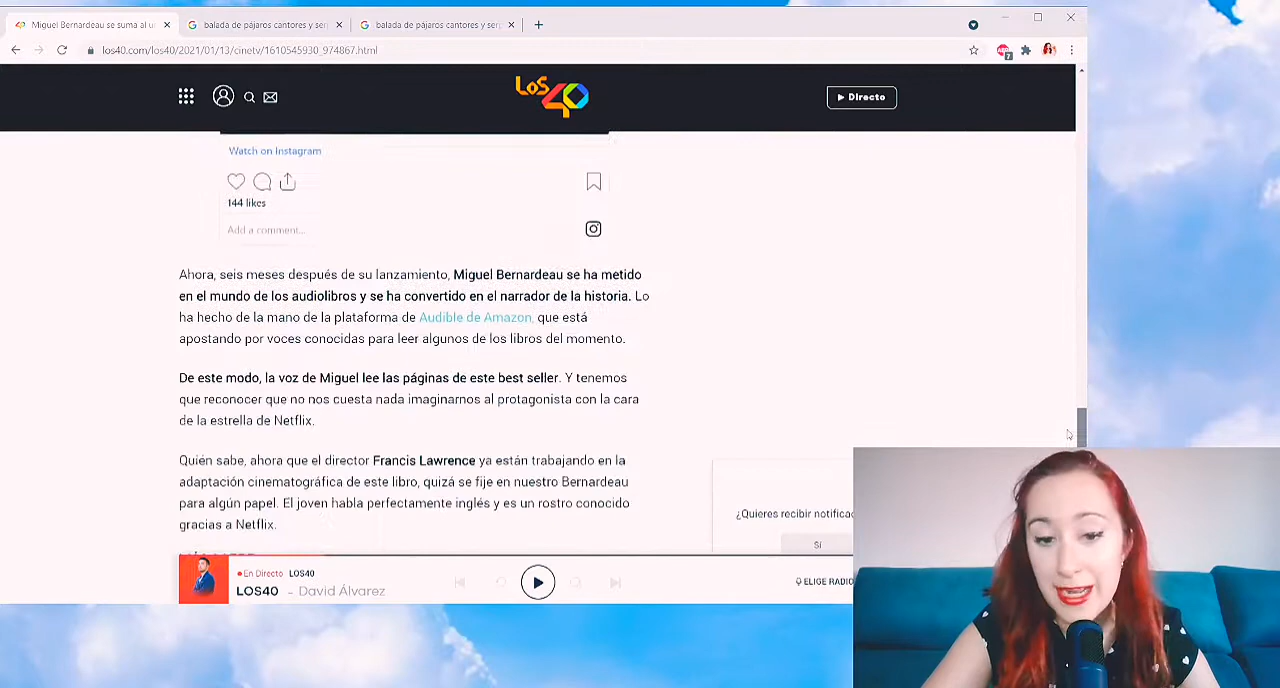 Miguel Bernardeau se suma al u
balada de pájaros cantores y ser
balada de pájaros cantores y ser
los40.com/los40/2021/01/13/cinetv/1610545930_974867.html
LOS 40
Directo
Watch on Instagram
144 likes
Add a comment...
Ahora, seis meses después de su lanzamiento, Miguel Bernardeau se ha metido
en el mundo de los audiolibros y se ha convertido en el narrador de la historia. Lo
ha hecho de la mano de la plataforma de Audible de Amazon, que está
apostando por voces conocidas para leer algunos de los libros del momento.
De este modo, la voz de Miguel lee las páginas de este best seller. Y tenemos
que reconocer que no nos cuesta nada imaginarnos al protagonista con la cara
de la estrella de Netflix.
Quién sabe, ahora que el director Francis Lawrence ya están trabajando en la
adaptación cinematográfica de este libro, quizá se fije en nuestro Bernardeau
para algún papel. El joven habla perfectamente inglés y es un rostro conocido
gracias a Netflix.
¿Quieres recibir notificac
Sí
En Directo LOS40
LOS40 - David Álvarez
ELIGE RADIO